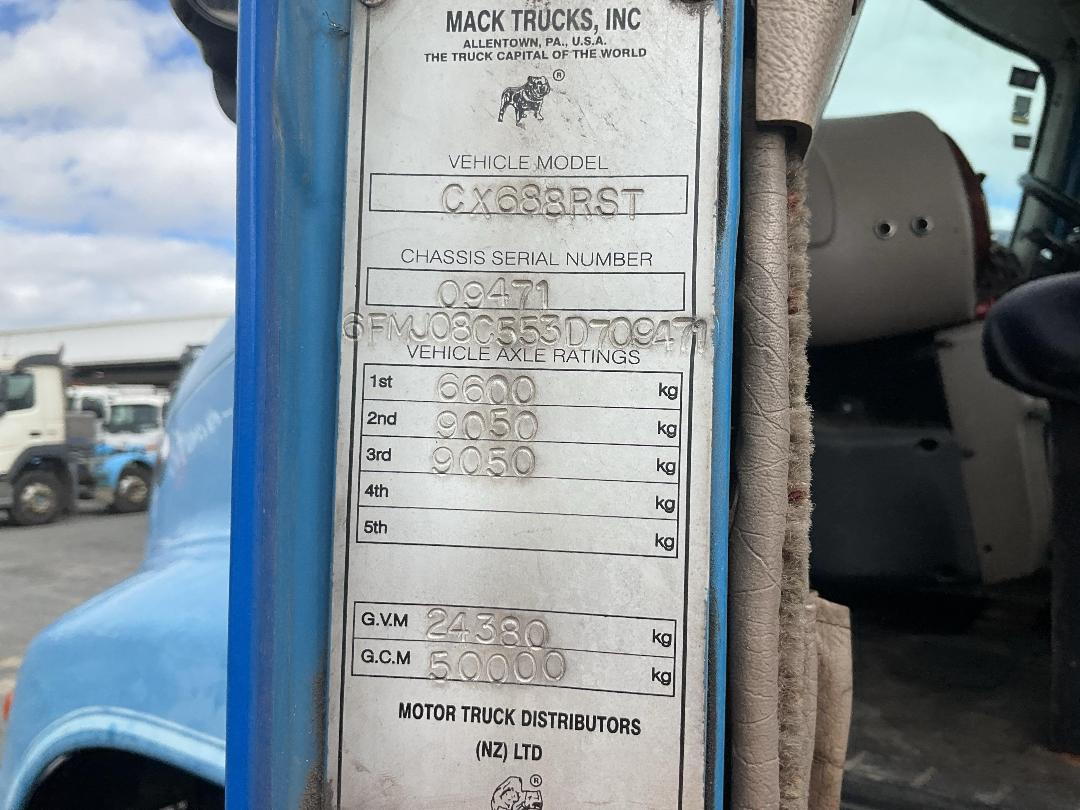 MACK TRUCKS, INC
ALLENTOWN, PA., U.S.A.
THE TRUCK CAPITAL OF THE WORLD
®
VEHICLE MODEL
CX688RST
CHASSIS SERIAL NUMBER
09471
6FMJ08C553D709471
VEHICLE AXLE RATINGS
1st 6600 kg
2nd 9050 kg
3rd 9050 kg
4th kg
5th kg
G.V.M 24380 kg
G.C.M 50000 kg
MOTOR TRUCK DISTRIBUTORS
(NZ) LTD
®